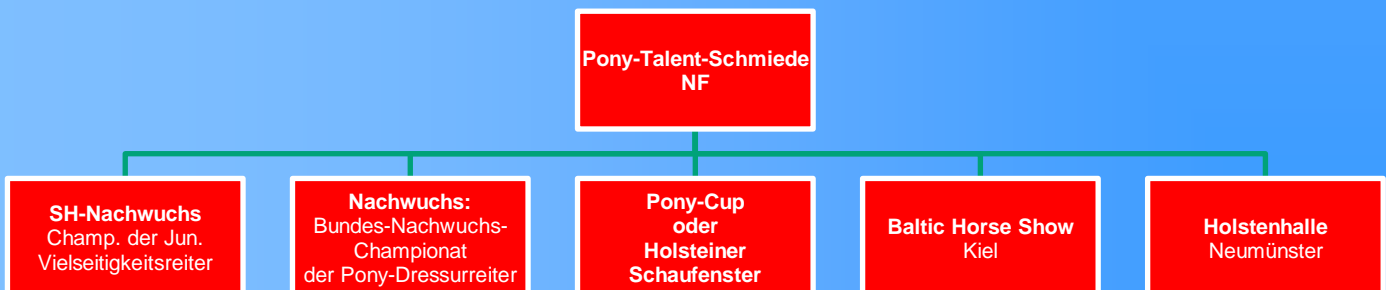 Pony-Talent-Schmiede
NF
SH-Nachwuchs
Champ. der Jun.
Vielseitigkeitsreiter
Nachwuchs:
Bundes-Nachwuchs-
Championat
der Pony-Dressurreiter
Pony-Cup
oder
Holsteiner
Schaufenster
Baltic Horse Show
Kiel
Holstenhalle
Neumünster